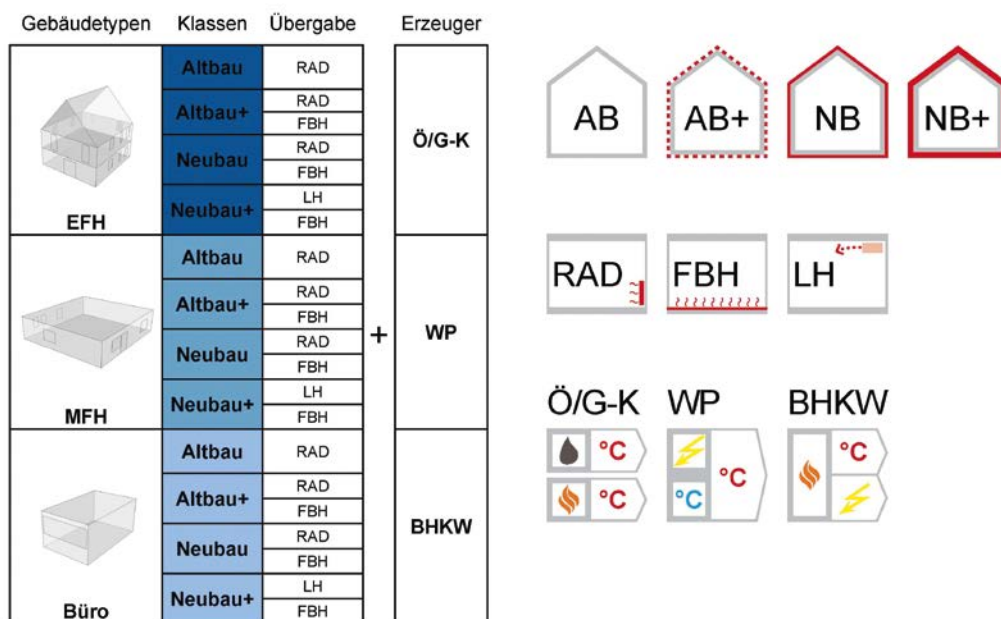 Gebäudetypen Klassen Übergabe Erzeuger
Altbau RAD
Altbau+ RAD
FBH
Neubau RAD
FBH
Neubau+ LH
FBH
EFH
Ö/G-K
Altbau RAD
Altbau+ RAD
FBH
Neubau RAD
FBH
Neubau+ LH
FBH
MFH
+
WP
Altbau RAD
Altbau+ RAD
FBH
Neubau RAD
FBH
Neubau+ LH
FBH
Büro
BHKW
AB AB+ NB NB+
RAD FBH LH
Ö/G-K WP BHKW
°C °C
°C °C
°C
°C